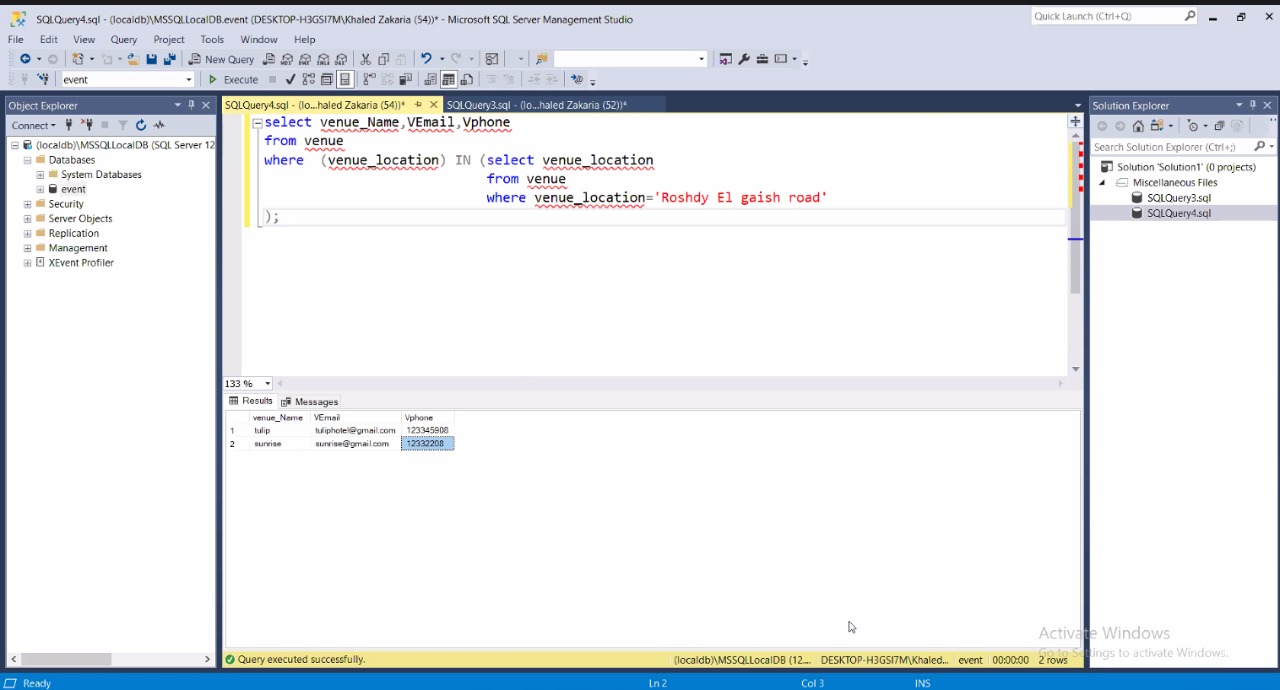 SQLQuery4.sql - (localdb)\MSSQLLocalDB.event (DESKTOP-H3GSI7M\Khaled Zakaria (54))* - Microsoft SQL Server Management Studio
Quick Launch (Ctrl+Q)
File Edit View Query Project Tools Window Help
New Query
event
Execute
Object Explorer
Connect
(localdb)\MSSQLLocalDB (SQL Server 12
Databases
System Databases
event
Security
Server Objects
Replication
Management
XEvent Profiler
SQLQuery4.sql - (lo...haled Zakaria (54))*
SQLQuery3.sql - (lo...haled Zakaria (52))*
select venue_Name,VEmail,Vphone
from venue
where (venue_location) IN (select venue_location
from venue
where venue_location='Roshdy El gaish road'
);
133 %
Results Messages
venue_Name VEmail Vphone
1 tulip tuliphotel@gmail.com 123345908
2 sunrise sunrise@gmail.com 12332208
Query executed successfully.
(localdb)\MSSQLLocalDB (12... DESKTOP-H3GSI7M\Khaled... event 00:00:00 2 rows
Solution Explorer
Search Solution Explorer (Ctrl+;)
Solution 'Solution1' (0 projects)
Miscellaneous Files
SQLQuery3.sql
SQLQuery4.sql
Activate Windows
Go to Settings to activate Windows.
Ready
Ln 2
Col 3
INS